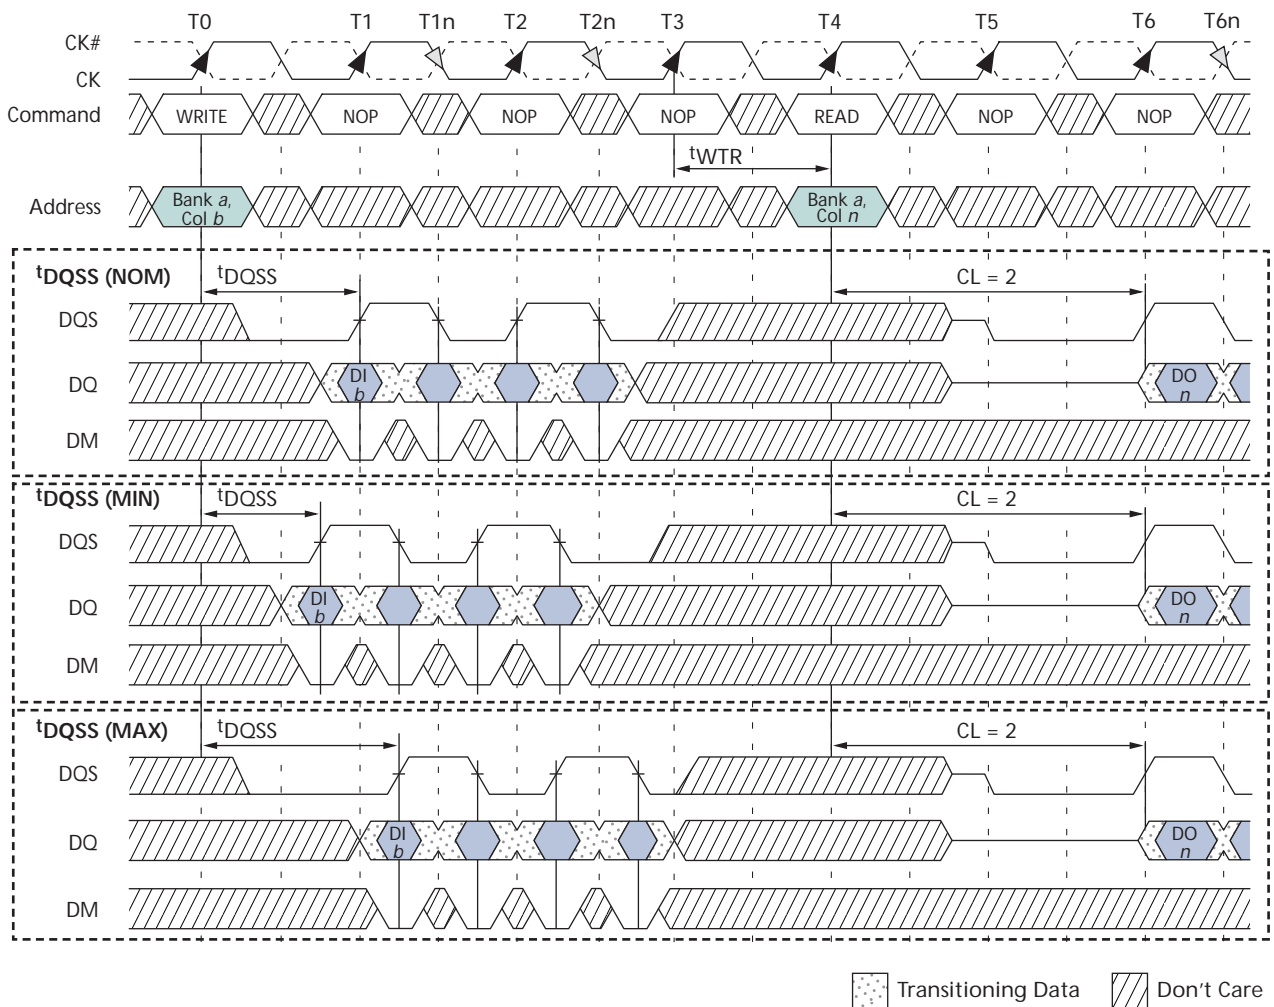 T0 T1 T1n T2 T2n T3 T4 T5 T6 T6n
CK#
CK
Command WRITE NOP NOP NOP READ NOP NOP
tWTR
Address Bank a, Col b Bank a, Col n
tDQSS (NOM) tDQSS CL = 2
DQS
DQ DI b DO n
DM
tDQSS (MIN) tDQSS CL = 2
DQS
DQ DI b DO n
DM
tDQSS (MAX) tDQSS CL = 2
DQS
DQ DI b DO n
DM
Transitioning Data Don't Care